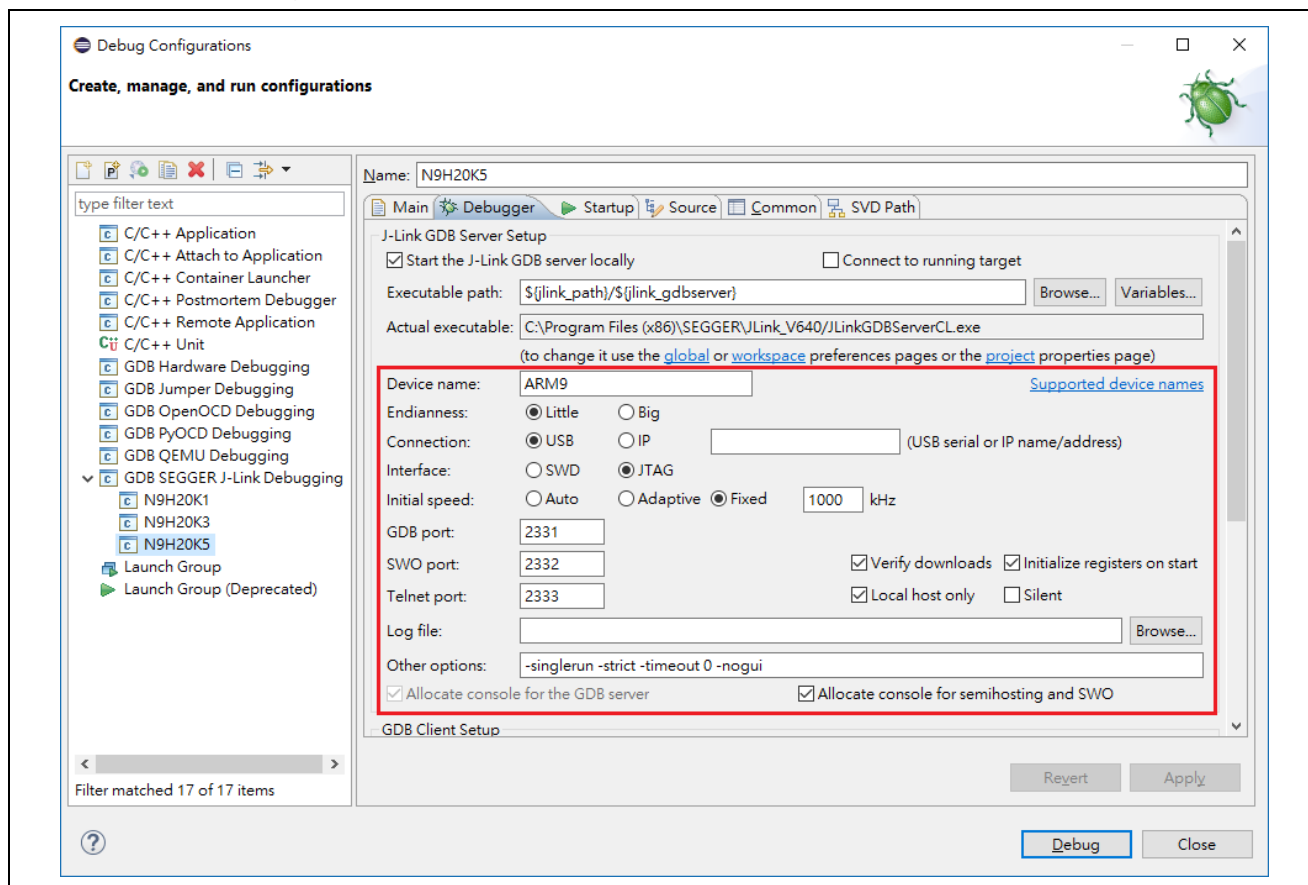 Debug Configurations
Create, manage, and run configurations
Name: N9H20K5
type filter text
C/C++ Application
C/C++ Attach to Application
C/C++ Container Launcher
C/C++ Postmortem Debugger
C/C++ Remote Application
C/C++ Unit
GDB Hardware Debugging
GDB Jumper Debugging
GDB OpenOCD Debugging
GDB PyOCD Debugging
GDB QEMU Debugging
GDB SEGGER J-Link Debugging
N9H20K1
N9H20K3
N9H20K5
Launch Group
Launch Group (Deprecated)
Filter matched 17 of 17 items
Main Debugger Startup Source Common SVD Path
J-Link GDB Server Setup
Start the J-Link GDB server locally Connect to running target
Executable path: ${jlink_path}/${jlink_gdbserver} Browse... Variables...
Actual executable: C:\Program Files (x86)\SEGGER\JLink_V640/JLinkGDBServerCL.exe
(to change it use the global or workspace preferences pages or the project properties page)
Device name: ARM9 Supported device names
Endianness: Little Big
Connection: USB IP (USB serial or IP name/address)
Interface: SWD JTAG
Initial speed: Auto Adaptive Fixed 1000 kHz
GDB port: 2331
SWO port: 2332 Verify downloads Initialize registers on start
Telnet port: 2333 Local host only Silent
Log file: Browse...
Other options: -singlerun -strict -timeout 0 -nogui
Allocate console for the GDB server Allocate console for semihosting and SWO
GDB Client Setup
Revert Apply
? Debug Close